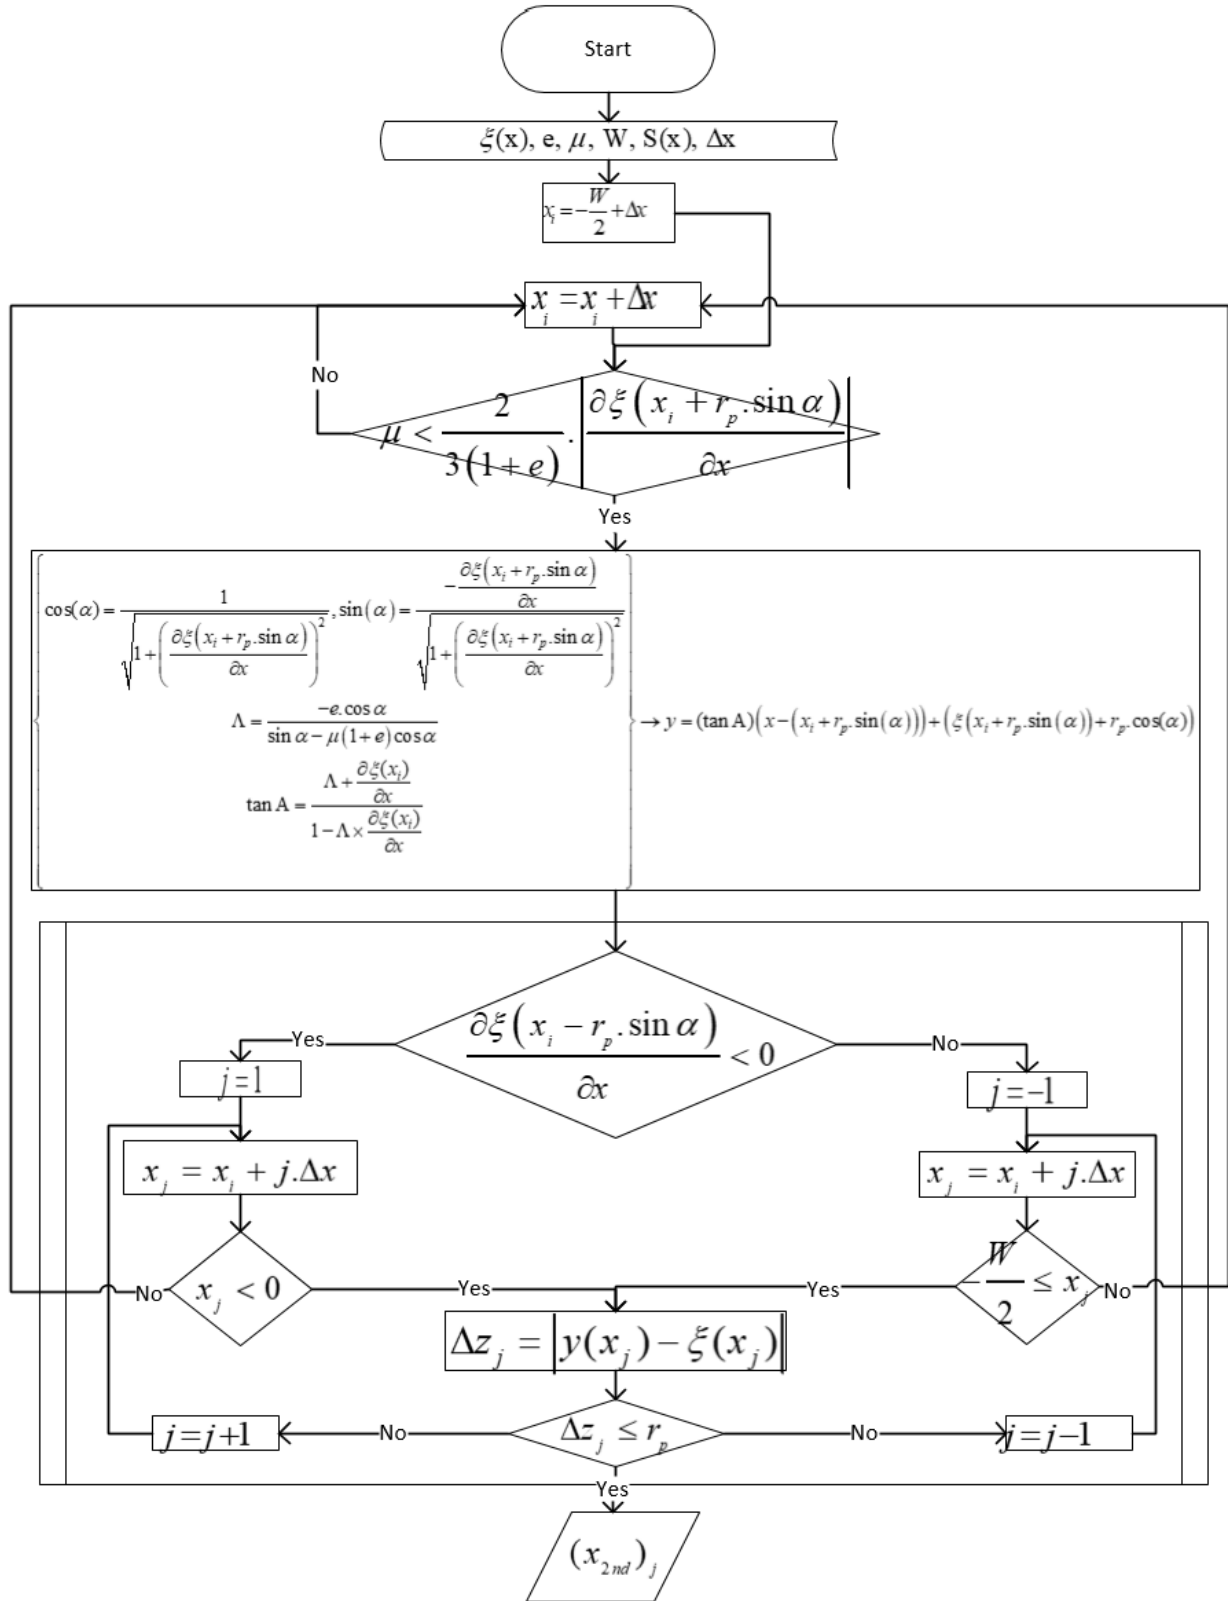 Start
ξ(x), e, μ, W, S(x), Δx
x_i = -W/2 + Δx
x_i = x_i + Δx
No
μ < 2/(3(1+e)) . |∂ξ(x_i + r_p.sin α)/∂x|
Yes
cos(α) = 1/√(1+(∂ξ(x_i + r_p.sin α)/∂x)²), sin(α) = -∂ξ(x_i + r_p.sin α)/∂x / √(1+(∂ξ(x_i + r_p.sin α)/∂x)²)
Λ = -e.cos α/(sin α - μ(1+e)cos α)
→ y = (tan A)(x-(x_i + r_p.sin(α)))+(ξ(x_i + r_p.sin(α))+r_p.cos(α))
tan A = (Λ + ∂ξ(x_i)/∂x)/(1 - Λ × ∂ξ(x_i)/∂x)
∂ξ(x_i - r_p.sin α)/∂x < 0
Yes
No
j=1
j=-1
x_j = x_i + j.Δx
x_j = x_i + j.Δx
x_j < 0
No
Yes
Yes
-W/2 ≤ x_j
No
Δz_j = |y(x_j) - ξ(x_j)|
j=j+1
No
Δz_j ≤ r_p
No
j=j-1
Yes
(x_2nd)_j